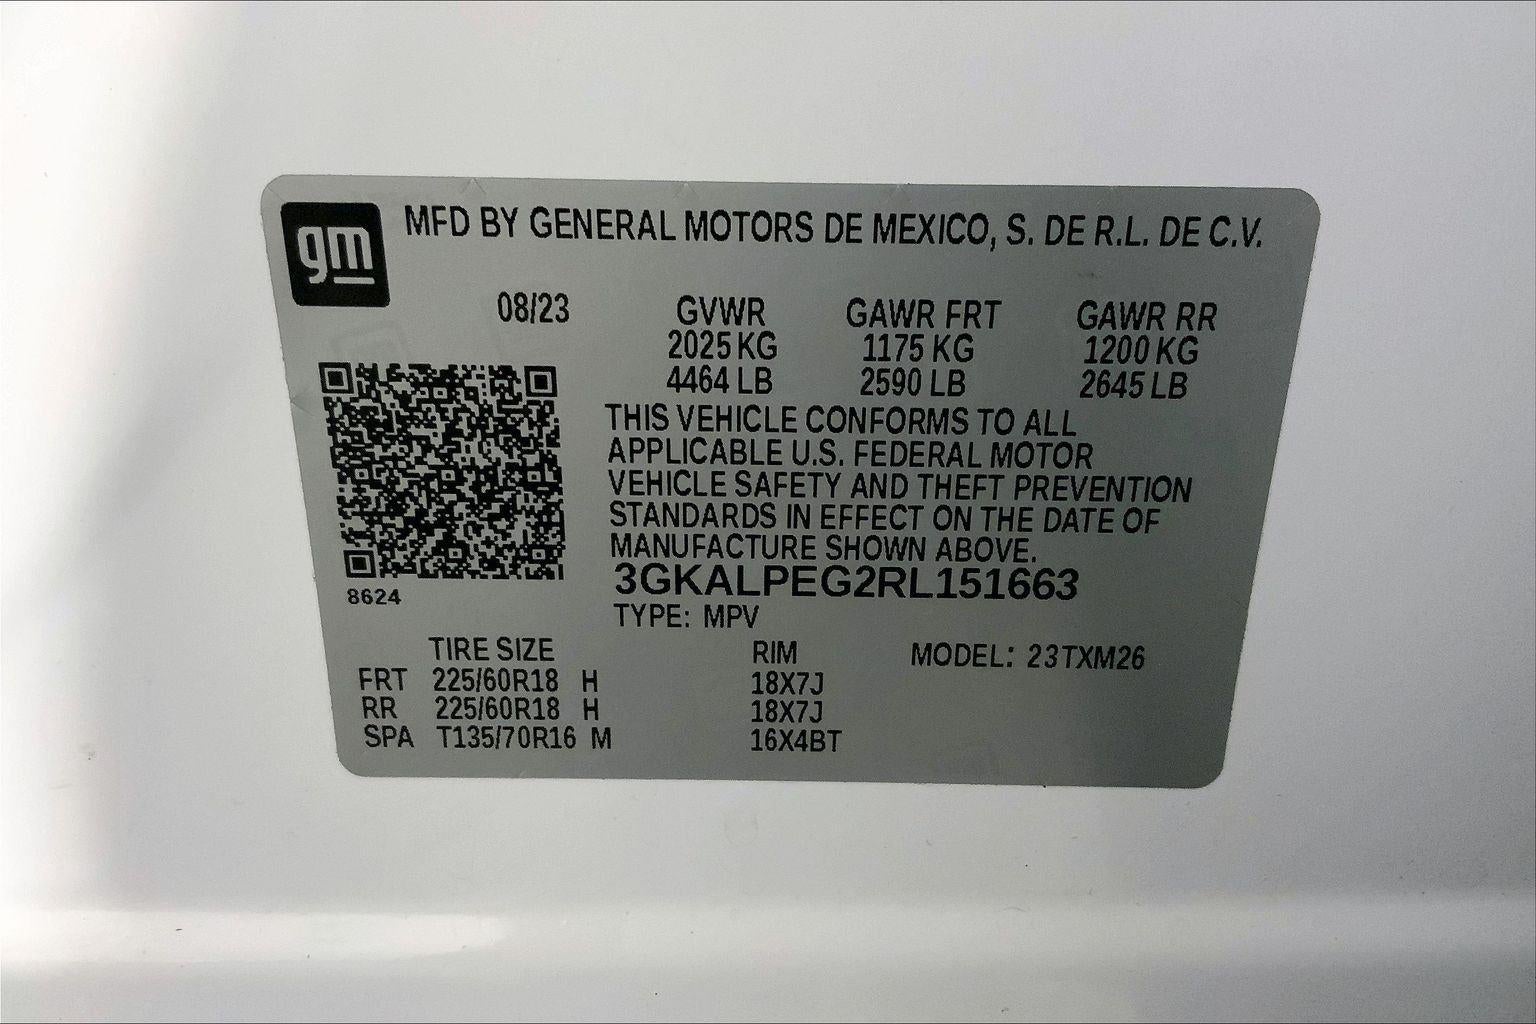 gm
MFD BY GENERAL MOTORS DE MEXICO, S. DE R.L. DE C.V.
08/23 GVWR GAWR FRT GAWR RR
2025 KG 1175 KG 1200 KG
4464 LB 2590 LB 2645 LB
THIS VEHICLE CONFORMS TO ALL
APPLICABLE U.S. FEDERAL MOTOR
VEHICLE SAFETY AND THEFT PREVENTION
STANDARDS IN EFFECT ON THE DATE OF
MANUFACTURE SHOWN ABOVE.
3GKALPEG2RL151663
8624
TYPE: MPV
TIRE SIZE RIM MODEL: 23TXM26
FRT 225/60R18 H 18X7J
RR 225/60R18 H 18X7J
SPA T135/70R16 M 16X4BT